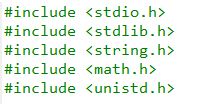 #include <stdio.h>
#include <stdlib.h>
#include <string.h>
#include <math.h>
#include <unistd.h>